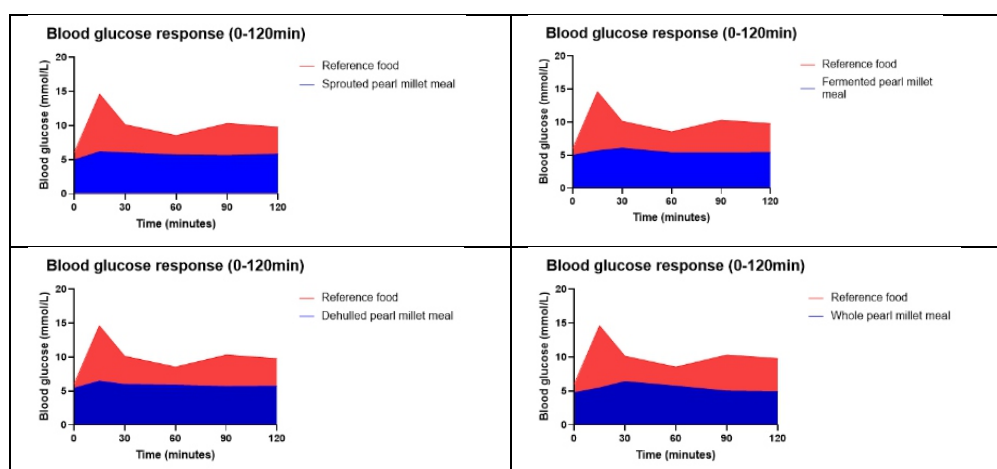 Blood glucose response (0-120min)
20
15
10
5
0
Blood glucose (mmol/L)
0 30 60 90 120
Time (minutes)
Reference food
Sprouted pearl millet meal
Blood glucose response (0-120min)
20
15
10
5
0
Blood glucose (mmol/L)
0 30 60 90 120
Time (minutes)
Reference food
Fermented pearl millet
meal
Blood glucose response (0-120min)
20
15
10
5
0
Blood glucose (mmol/L)
0 30 60 90 120
Time (minutes)
Reference food
Dehulled pearl millet meal
Blood glucose response (0-120min)
20
15
10
5
0
Blood glucose (mmol/L)
0 30 60 90 120
Time (minutes)
Reference food
Whole pearl millet meal